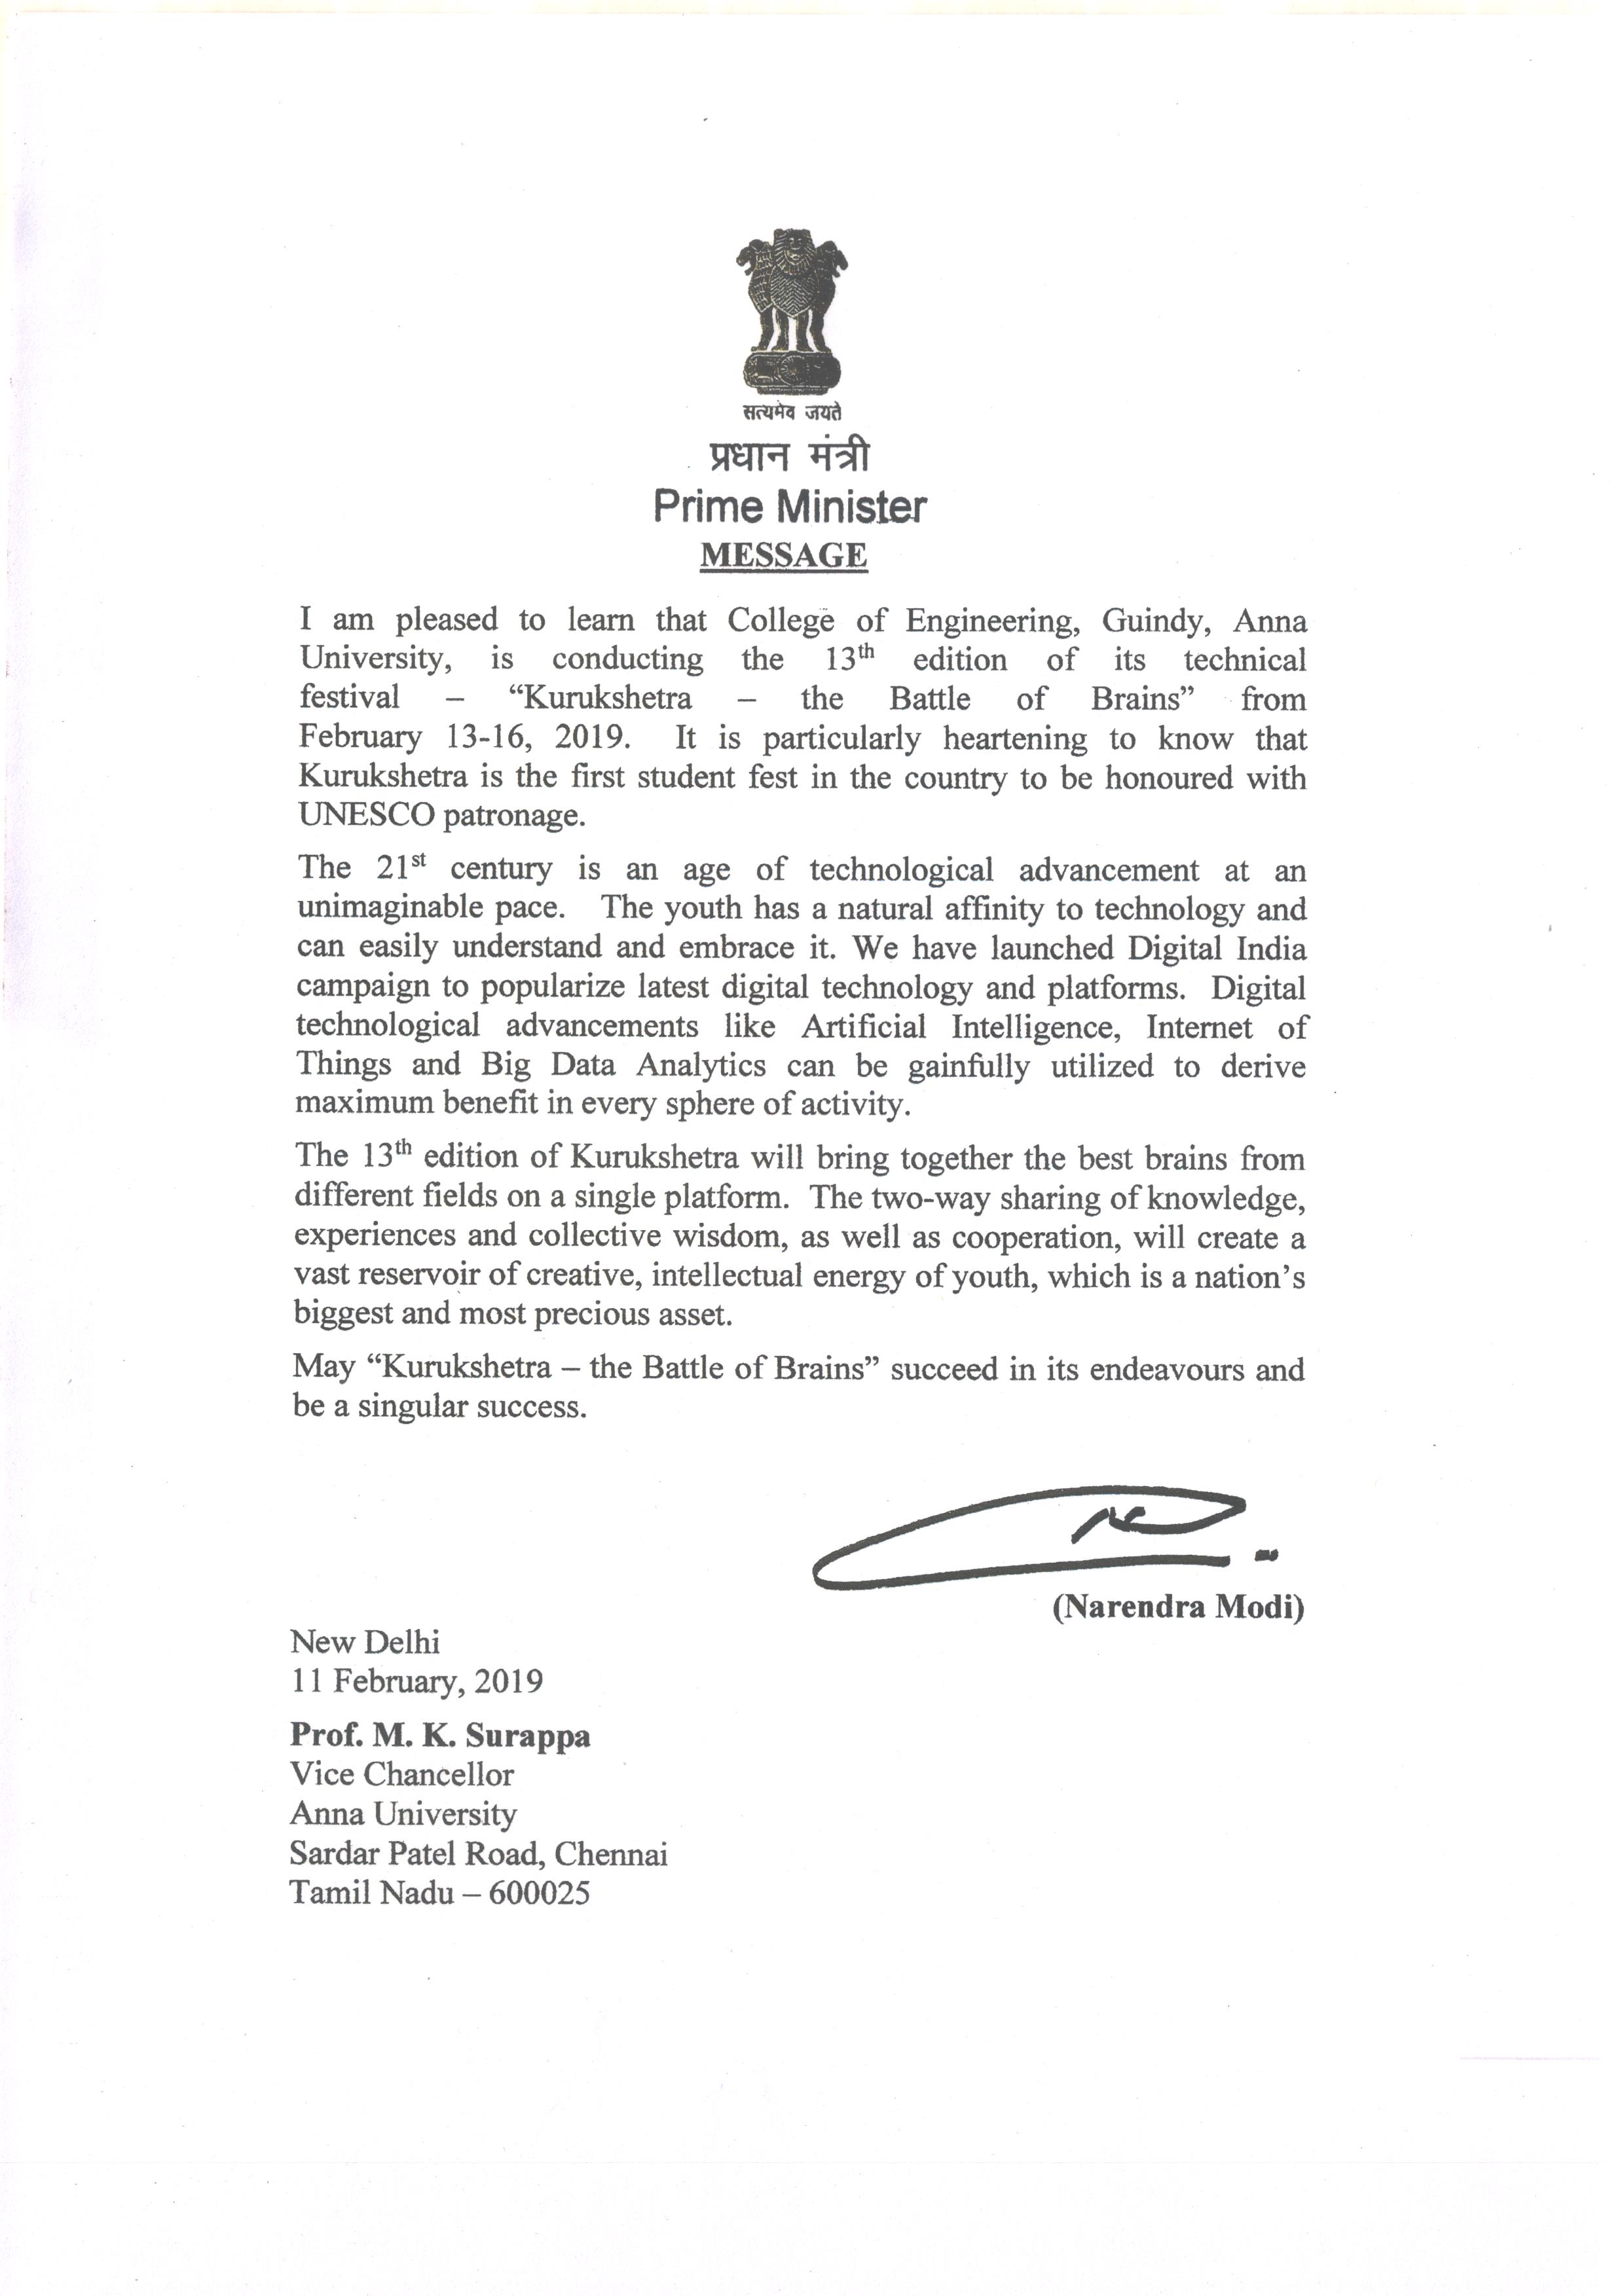 सत्यमेव जयते
प्रधान मंत्री
Prime Minister
MESSAGE
I am pleased to learn that College of Engineering, Guindy, Anna
University, is conducting the 13th edition of its technical
festival – “Kurukshetra – the Battle of Brains” from
February 13-16, 2019. It is particularly heartening to know that
Kurukshetra is the first student fest in the country to be honoured with
UNESCO patronage.
The 21st century is an age of technological advancement at an
unimaginable pace. The youth has a natural affinity to technology and
can easily understand and embrace it. We have launched Digital India
campaign to popularize latest digital technology and platforms. Digital
technological advancements like Artificial Intelligence, Internet of
Things and Big Data Analytics can be gainfully utilized to derive
maximum benefit in every sphere of activity.
The 13th edition of Kurukshetra will bring together the best brains from
different fields on a single platform. The two-way sharing of knowledge,
experiences and collective wisdom, as well as cooperation, will create a
vast reservoir of creative, intellectual energy of youth, which is a nation’s
biggest and most precious asset.
May “Kurukshetra – the Battle of Brains” succeed in its endeavours and
be a singular success.
(Narendra Modi)
New Delhi
11 February, 2019
Prof. M. K. Surappa
Vice Chancellor
Anna University
Sardar Patel Road, Chennai
Tamil Nadu – 600025